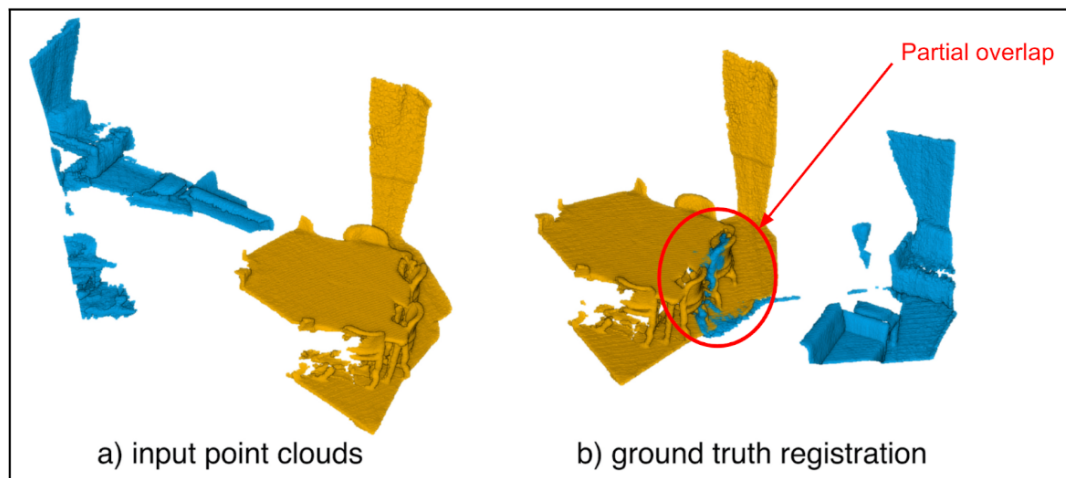 Partial overlap
a) input point clouds
b) ground truth registration